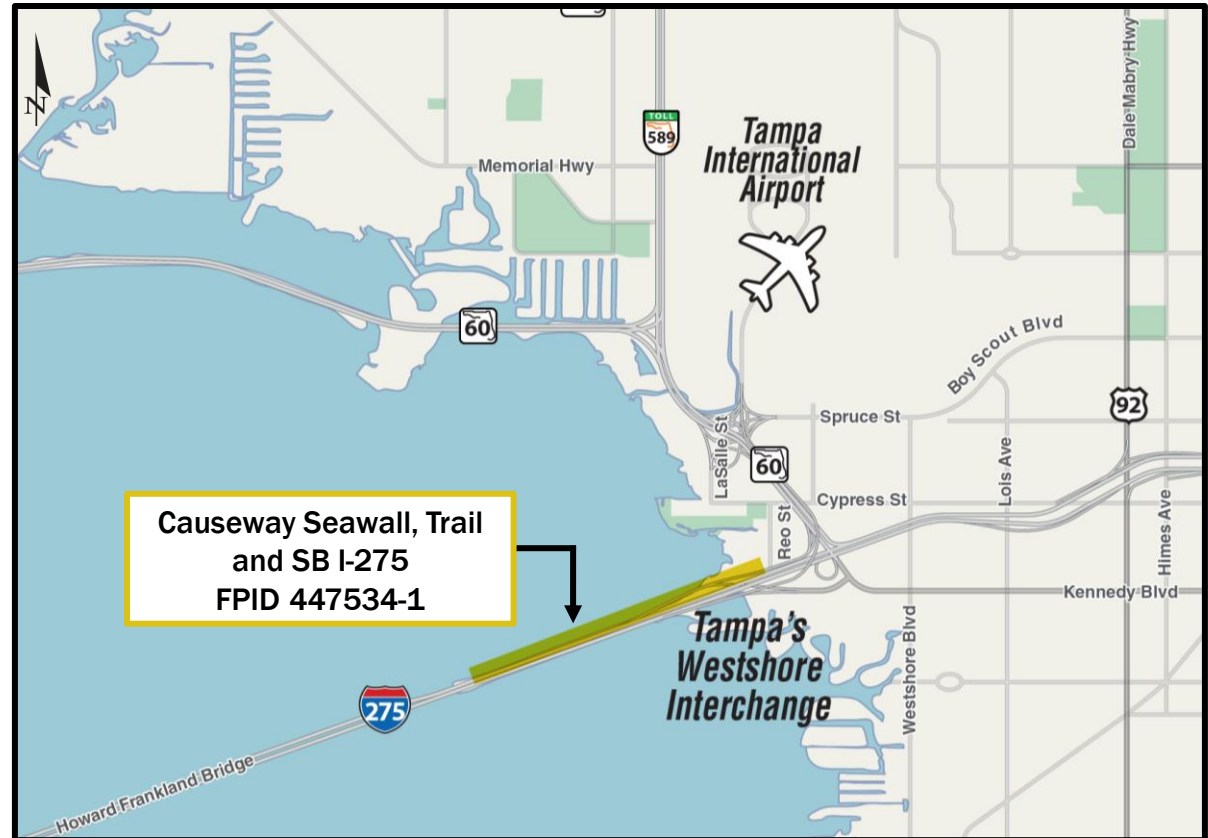 N
TOLL
589
Tampa
International
Airport
Memorial Hwy
Dale Mabry Hwy
60
Boy Scout Blvd
92
Spruce St
LaSalle St
60
Lois Ave
Cypress St
Reo St
Himes Ave
Causeway Seawall, Trail
and SB I-275
FPID 447534-1
Kennedy Blvd
Tampa's
Westshore
Interchange
Westshore Blvd
275
Howard Frankland Bridge